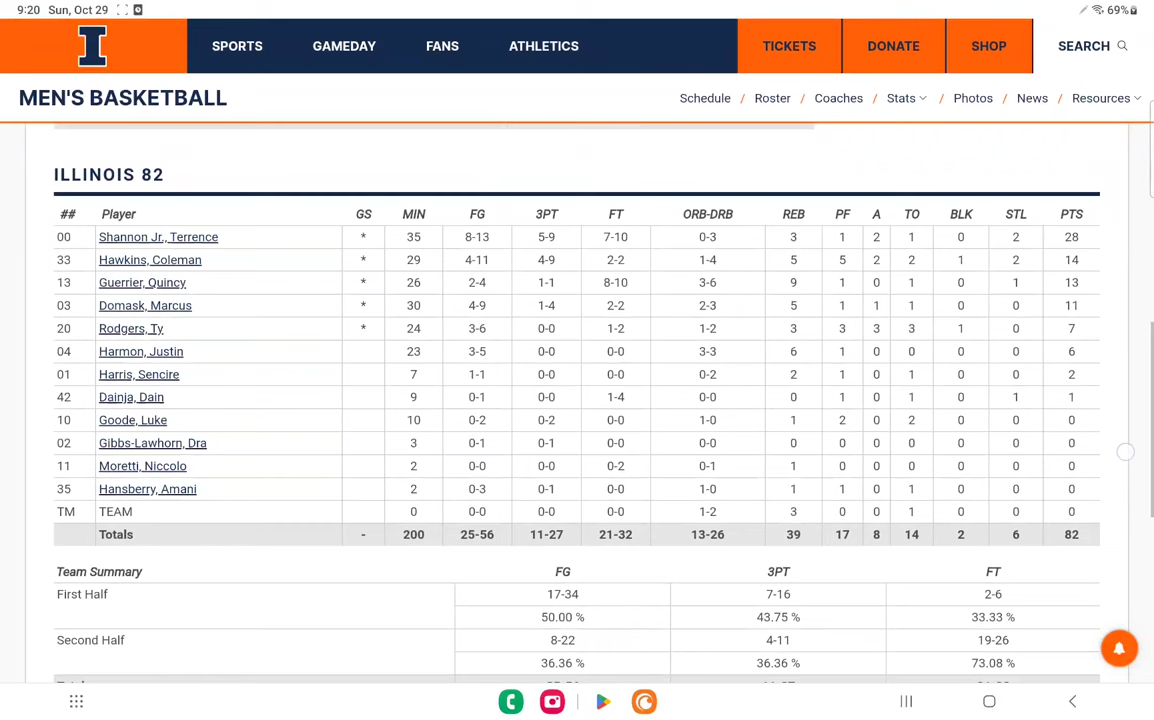 9:20 Sun, Oct 29 69%
I SPORTS GAMEDAY FANS ATHLETICS TICKETS DONATE SHOP SEARCH
MEN'S BASKETBALL Schedule / Roster / Coaches / Stats / Photos / News / Resources
ILLINOIS 82
## Player GS MIN FG 3PT FT ORB-DRB REB PF A TO BLK STL PTS
00 Shannon Jr., Terrence * 35 8-13 5-9 7-10 0-3 3 1 2 1 0 2 28
33 Hawkins, Coleman * 29 4-11 4-9 2-2 1-4 5 5 2 2 1 2 14
13 Guerrier, Quincy * 26 2-4 1-1 8-10 3-6 9 1 0 1 0 1 13
03 Domask, Marcus * 30 4-9 1-4 2-2 2-3 5 1 1 1 0 0 11
20 Rodgers, Ty * 24 3-6 0-0 1-2 1-2 3 3 3 3 1 0 7
04 Harmon, Justin 23 3-5 0-0 0-0 3-3 6 1 0 0 0 0 6
01 Harris, Sencire 7 1-1 0-0 0-0 0-2 2 1 0 1 0 0 2
42 Dainja, Dain 9 0-1 0-0 1-4 0-0 0 1 0 1 0 1 1
10 Goode, Luke 10 0-2 0-2 0-0 1-0 1 2 0 2 0 0 0
02 Gibbs-Lawhorn, Dra 3 0-1 0-1 0-0 0-0 0 0 0 0 0 0 0
11 Moretti, Niccolo 2 0-0 0-0 0-2 0-1 1 0 0 0 0 0 0
35 Hansberry, Amani 2 0-3 0-1 0-0 1-0 1 1 0 1 0 0 0
TM TEAM 0 0-0 0-0 0-0 1-2 3 0 0 1 0 0 0
Totals - 200 25-56 11-27 21-32 13-26 39 17 8 14 2 6 82
Team Summary FG 3PT FT
First Half 17-34 7-16 2-6
50.00 % 43.75 % 33.33 %
Second Half 8-22 4-11 19-26
36.36 % 36.36 % 73.08 %